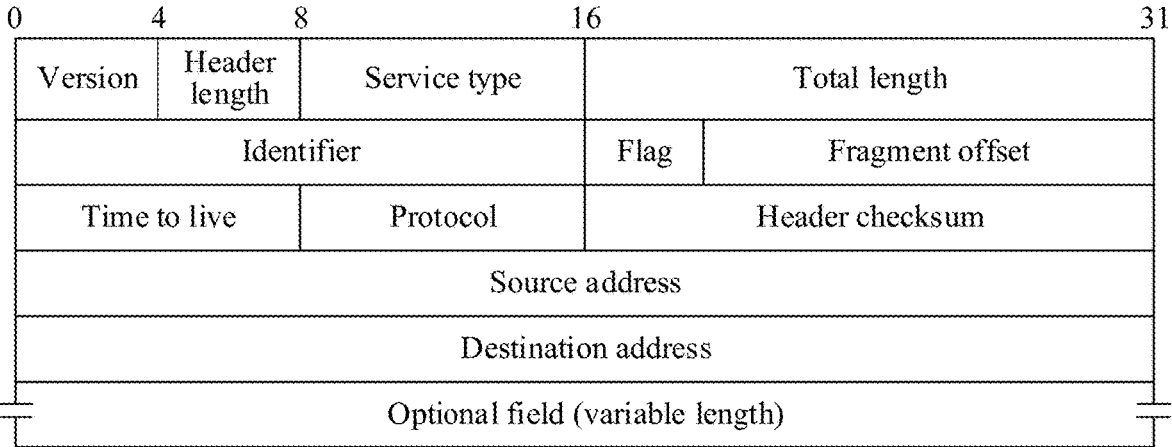 0 4 8 16 31
Version Header length Service type Total length
Identifier Flag Fragment offset
Time to live Protocol Header checksum
Source address
Destination address
Optional field (variable length)